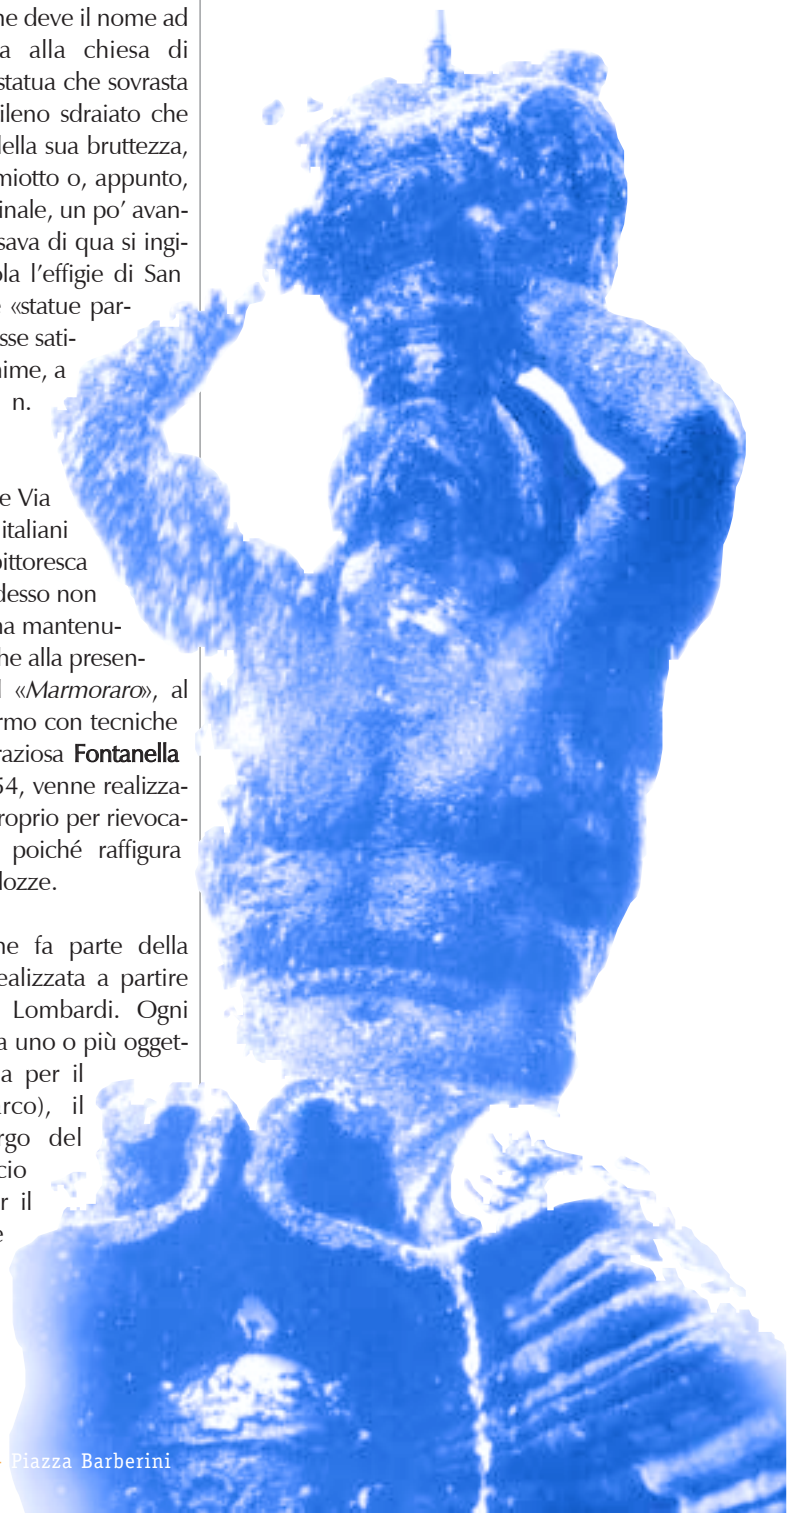 ne deve il nome ad
a alla chiesa di
statua che sovrasta
ileno sdraiato che
della sua bruttezza,
miotto o, appunto,
inale, un po’ avan-
sava di qua si ingi-
ola l’effigie di San
e «statue par-
sse sati-
nime, a
n.
e Via
italiani
pittoresca
desso non
na mantenu-
he alla presen-
l «Marmoraro», al
rmo con tecniche
raziosa Fontanella
54, venne realizza-
roprio per rievoca-
poiché raffigura
lozze.
ne fa parte della
ealizzata a partire
Lombardi. Ogni
a uno o più ogget-
a per il
arco), il
rgo del
cio
r il
e
Piazza Barberini